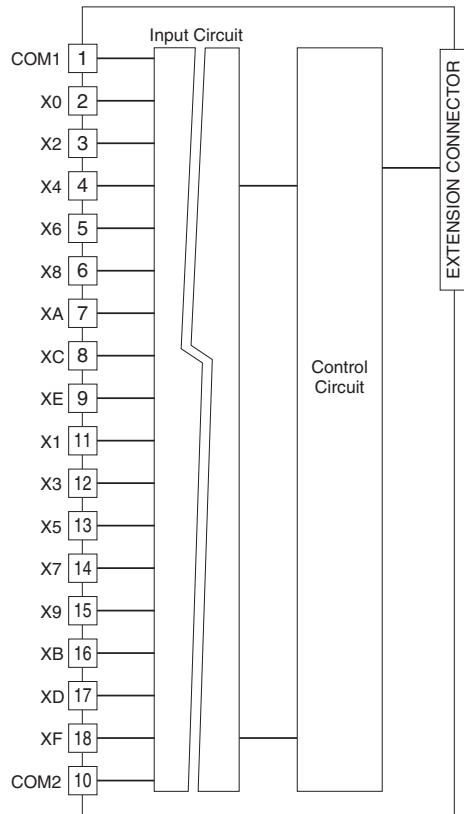 Input Circuit
COM1 1
X0 2
X2 3
X4 4
X6 5
X8 6
XA 7
XC 8
XE 9
X1 11
X3 12
X5 13
X7 14
X9 15
XB 16
XD 17
XF 18
COM2 10
Control
Circuit
EXTENSION CONNECTOR